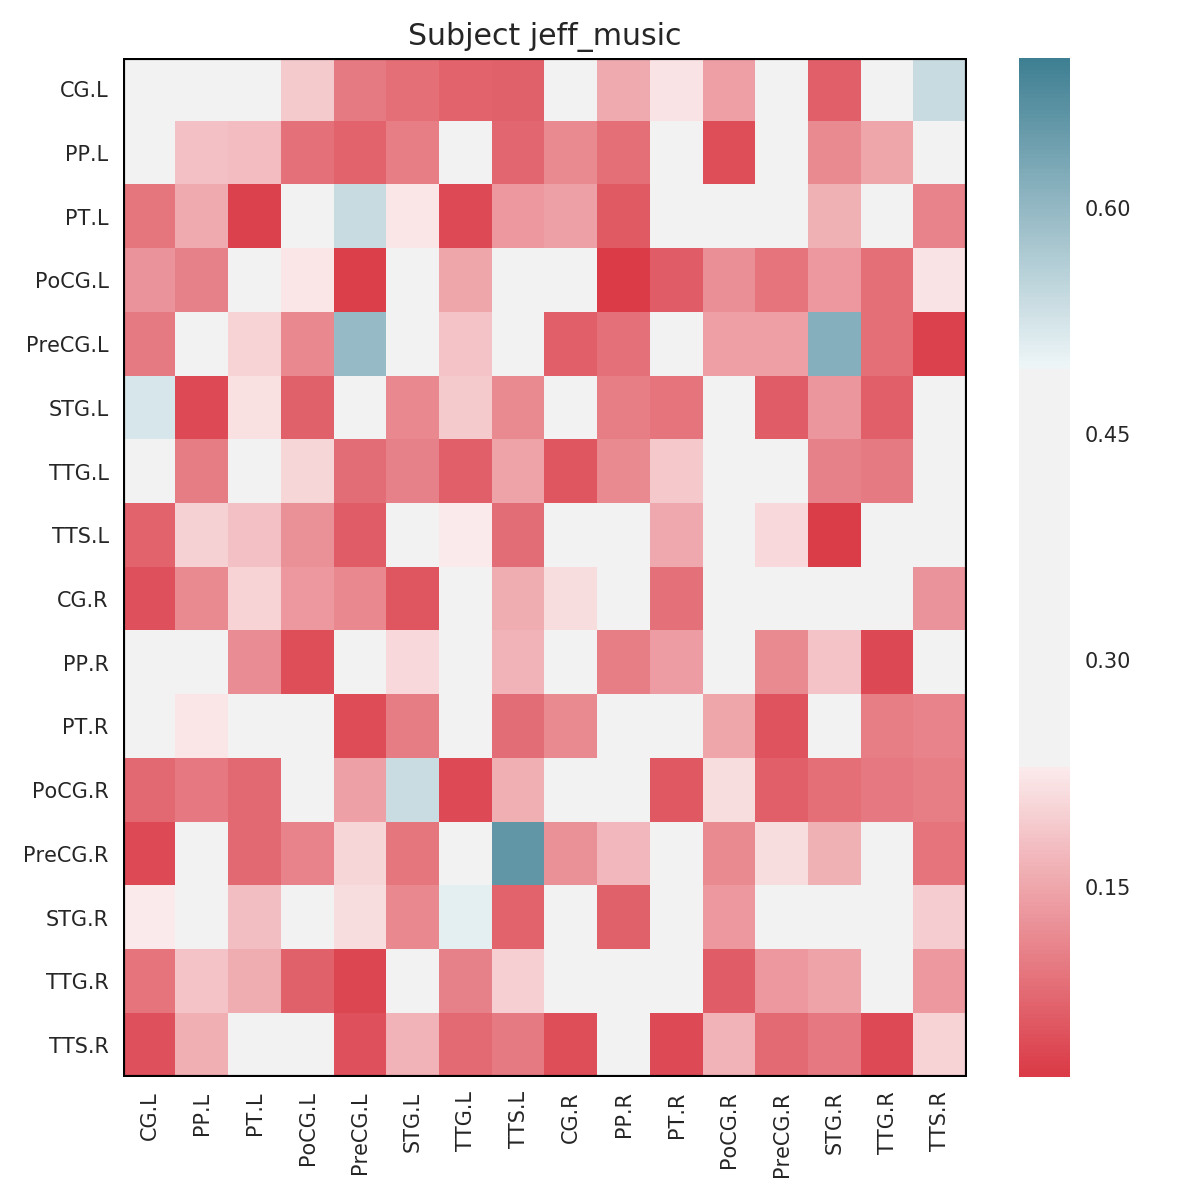 Subject jeff_music
CG.L
PP.L
PT.L
PoCG.L
PreCG.L
STG.L
TTG.L
TTS.L
CG.R
PP.R
PT.R
PoCG.R
PreCG.R
STG.R
TTG.R
TTS.R
CG.L
PP.L
PT.L
PoCG.L
PreCG.L
STG.L
TTG.L
TTS.L
CG.R
PP.R
PT.R
PoCG.R
PreCG.R
STG.R
TTG.R
TTS.R
0.60
0.45
0.30
0.15